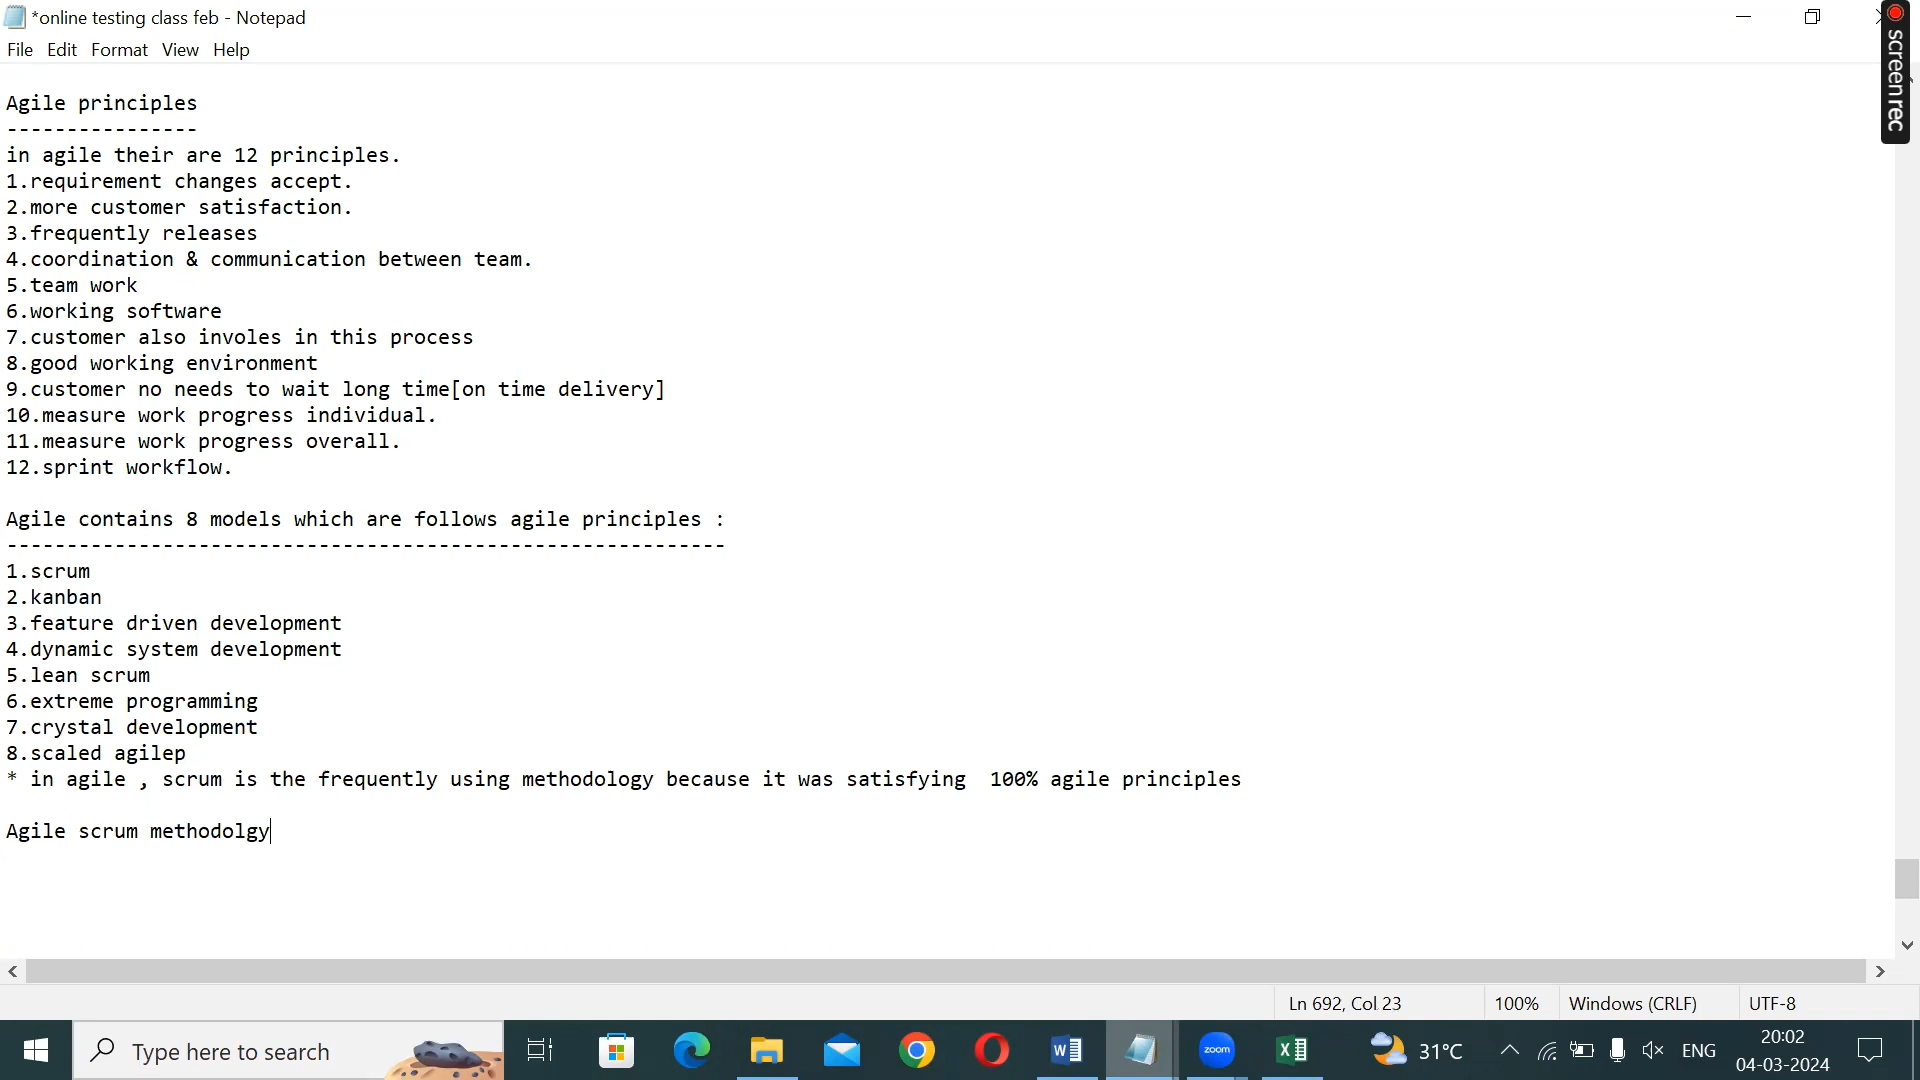 *online testing class feb - Notepad
File Edit Format View Help
screenrec
Agile principles
----------------
in agile their are 12 principles.
1.requirement changes accept.
2.more customer satisfaction.
3.frequently releases
4.coordination & communication between team.
5.team work
6.working software
7.customer also involes in this process
8.good working environment
9.customer no needs to wait long time[on time delivery]
10.measure work progress individual.
11.measure work progress overall.
12.sprint workflow.
Agile contains 8 models which are follows agile principles :
------------------------------------------------------------
1.scrum
2.kanban
3.feature driven development
4.dynamic system development
5.lean scrum
6.extreme programming
7.crystal development
8.scaled agilep
* in agile , scrum is the frequently using methodology because it was satisfying  100% agile principles
Agile scrum methodolgy
Ln 692, Col 23 100% Windows (CRLF) UTF-8
Type here to search zoom 31°C ENG 20:02
04-03-2024